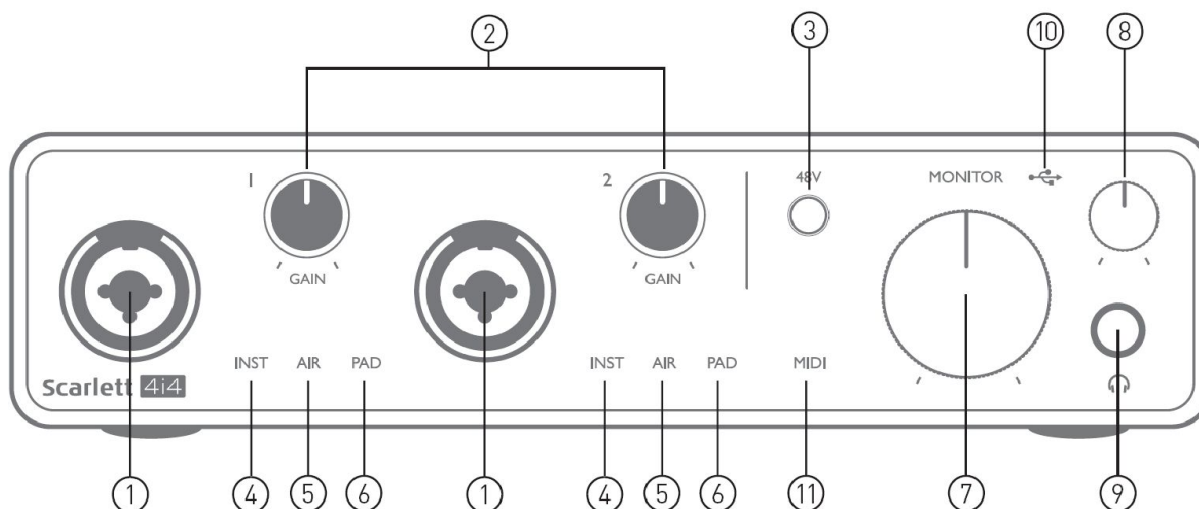 2 3 10 8
1 2 48V MONITOR
GAIN GAIN
INST AIR PAD INST AIR PAD MIDI
Scarlett 4i4
1 4 5 6 1 4 5 6 11 7 9